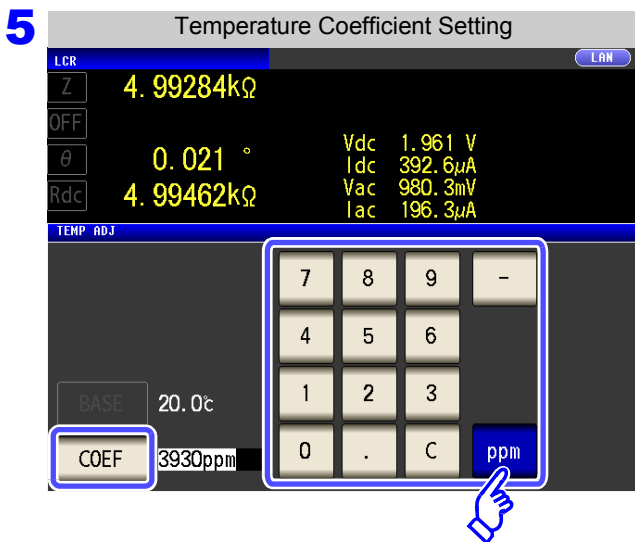 5 Temperature Coefficient Setting
LCR LAN
Z 4.99284kΩ
OFF
Vdc 1.961 V
θ 0.021 ° Idc 392.6μA
Vac 980.3mV
Rdc 4.99462kΩ Iac 196.3μA
TEMP ADJ
7 8 9 -
4 5 6
BASE 20.0℃ 1 2 3
COEF 3930ppm 0 . C ppm